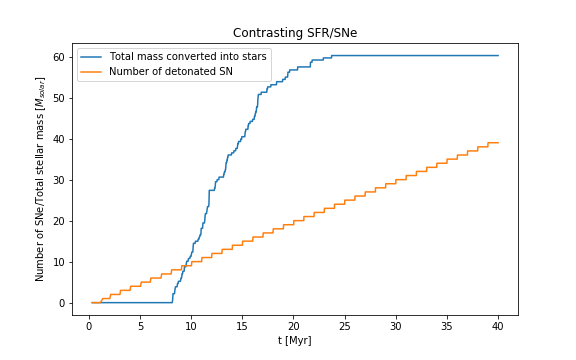 Contrasting SFR/SNe
Total mass converted into stars
Number of detonated SN
Number of SNe/Total stellar mass [M_solar]
60
50
40
30
20
10
0
0 5 10 15 20 25 30 35 40
t [Myr]